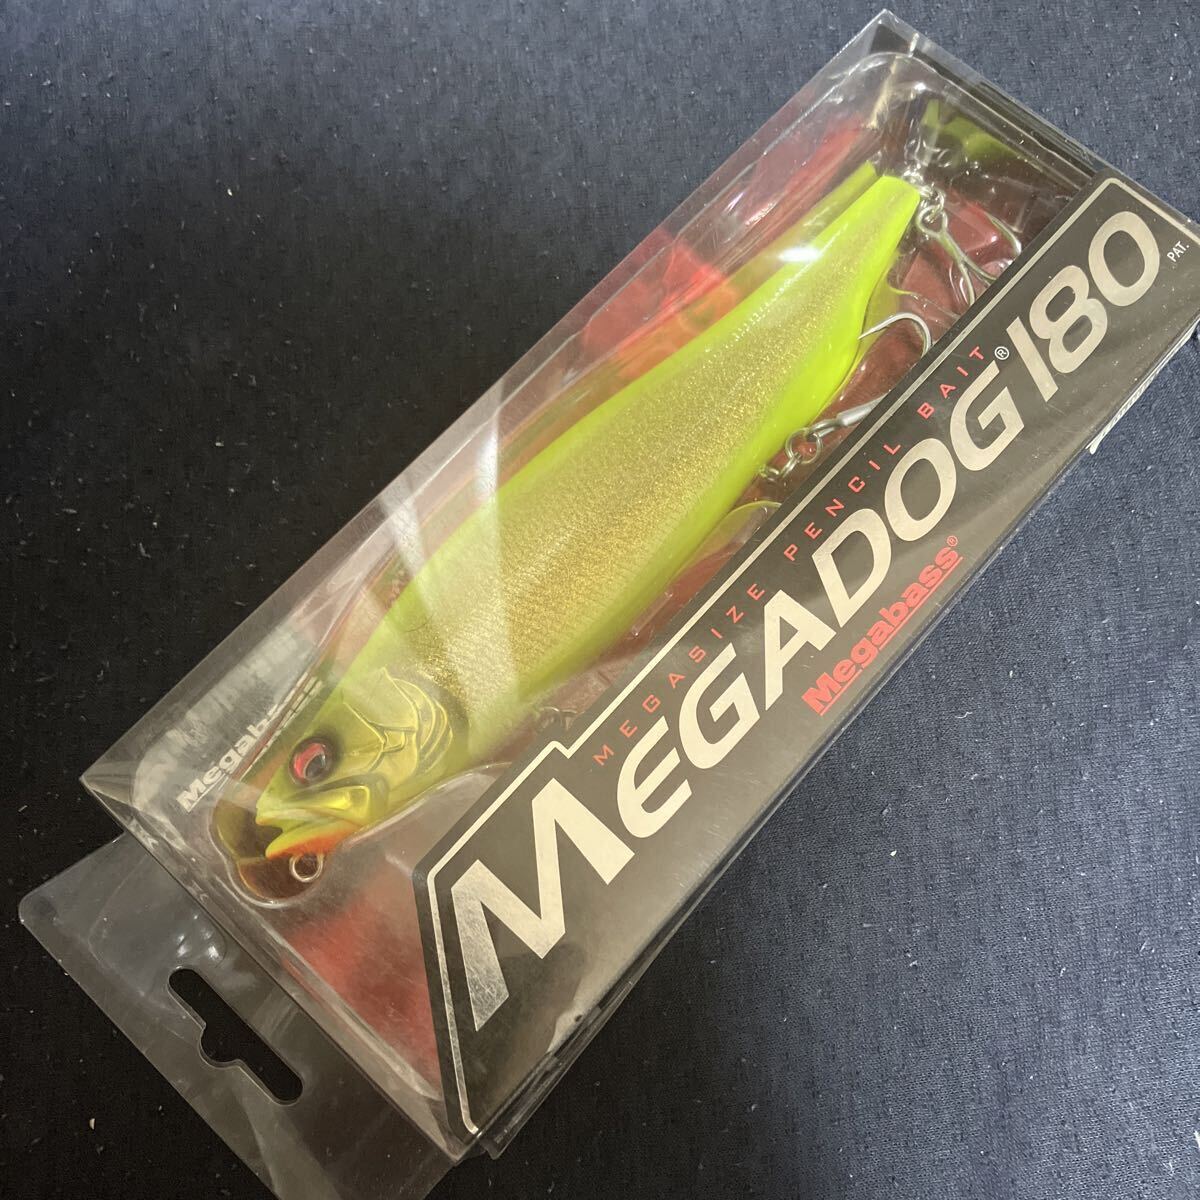 MEGASIZE PENCIL BAIT
MEGADOG®180
PAT.
Megabass®
Megabass